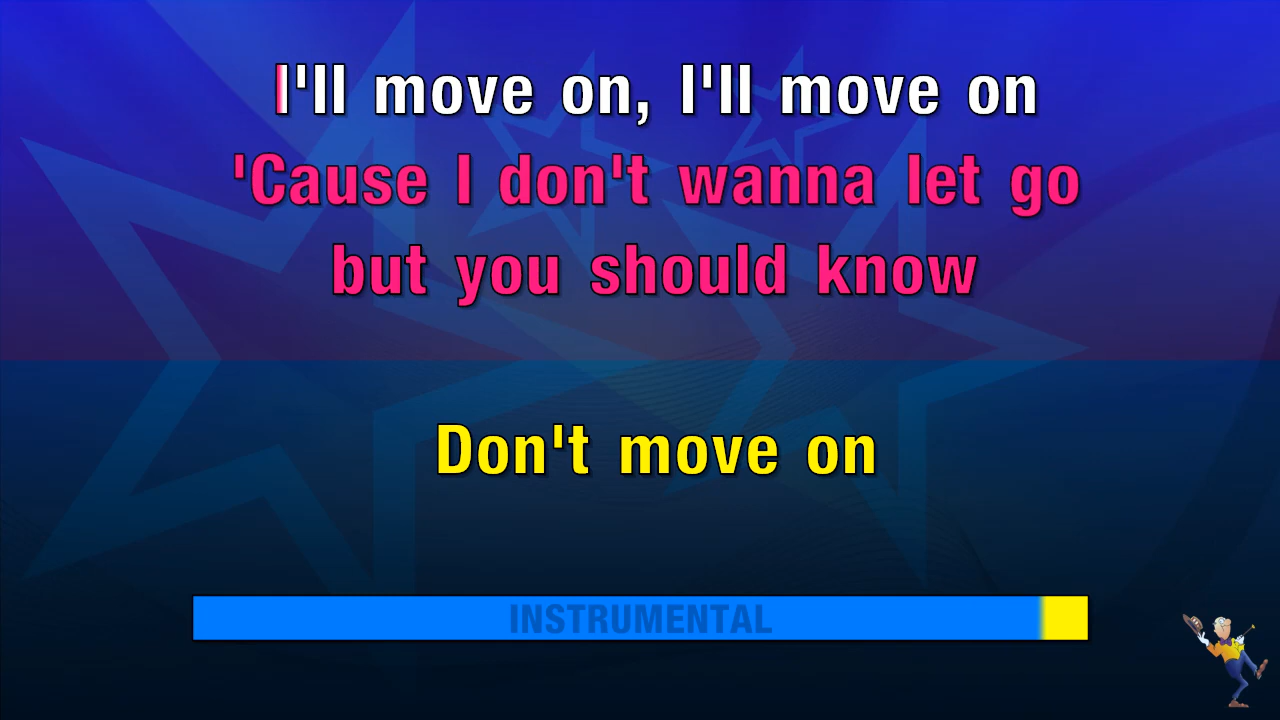 I'll move on, I'll move on
'Cause I don't wanna let go
but you should know
Don't move on
INSTRUMENTAL